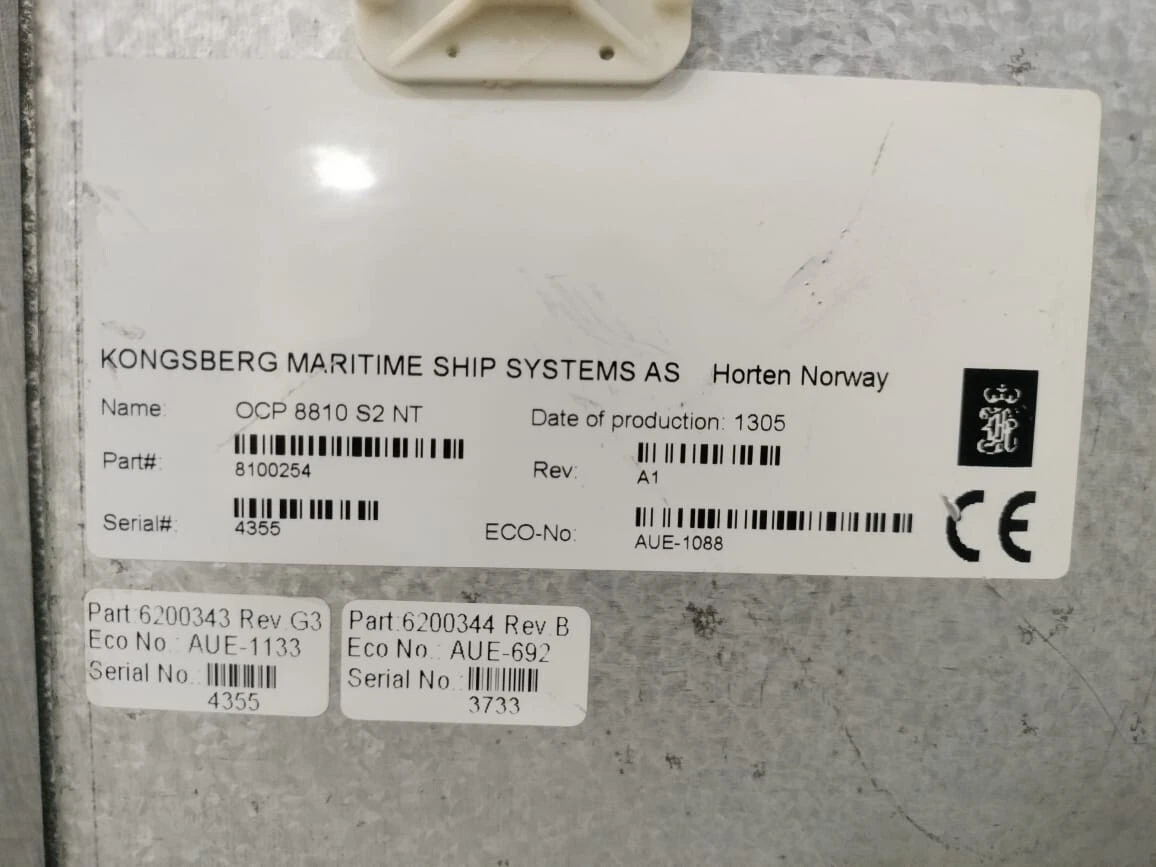 KONGSBERG MARITIME SHIP SYSTEMS AS Horten Norway
Name: OCP 8810 S2 NT Date of production: 1305
Part#: 8100254 Rev: A1
Serial#: 4355 ECO-No: AUE-1088
CE
Part:6200343 Rev.G3
Eco No.: AUE-1133
Serial No.:
4355
Part:6200344 Rev.B
Eco No.: AUE-692
Serial No.:
3733